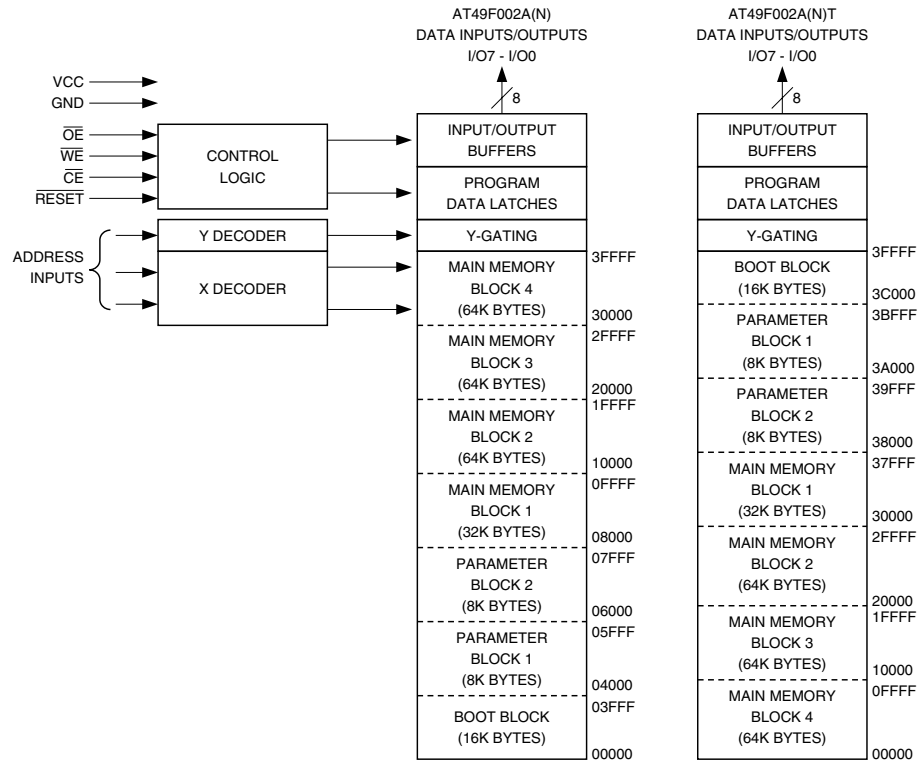 AT49F002A(N)
DATA INPUTS/OUTPUTS
I/O7 - I/O0
8
VCC
GND
OE
WE
CE
RESET
CONTROL
LOGIC
ADDRESS
INPUTS
Y DECODER
X DECODER
INPUT/OUTPUT
BUFFERS
PROGRAM
DATA LATCHES
Y-GATING
3FFFF
MAIN MEMORY
BLOCK 4
(64K BYTES)
30000
2FFFF
MAIN MEMORY
BLOCK 3
(64K BYTES)
20000
1FFFF
MAIN MEMORY
BLOCK 2
(64K BYTES)
10000
0FFFF
MAIN MEMORY
BLOCK 1
(32K BYTES)
08000
07FFF
PARAMETER
BLOCK 2
(8K BYTES)
06000
05FFF
PARAMETER
BLOCK 1
(8K BYTES)
04000
03FFF
BOOT BLOCK
(16K BYTES)
00000
AT49F002A(N)T
DATA INPUTS/OUTPUTS
I/O7 - I/O0
8
INPUT/OUTPUT
BUFFERS
PROGRAM
DATA LATCHES
Y-GATING
3FFFF
BOOT BLOCK
(16K BYTES)
3C000
3BFFF
PARAMETER
BLOCK 1
(8K BYTES)
3A000
39FFF
PARAMETER
BLOCK 2
(8K BYTES)
38000
37FFF
MAIN MEMORY
BLOCK 1
(32K BYTES)
30000
2FFFF
MAIN MEMORY
BLOCK 2
(64K BYTES)
20000
1FFFF
MAIN MEMORY
BLOCK 3
(64K BYTES)
10000
0FFFF
MAIN MEMORY
BLOCK 4
(64K BYTES)
00000